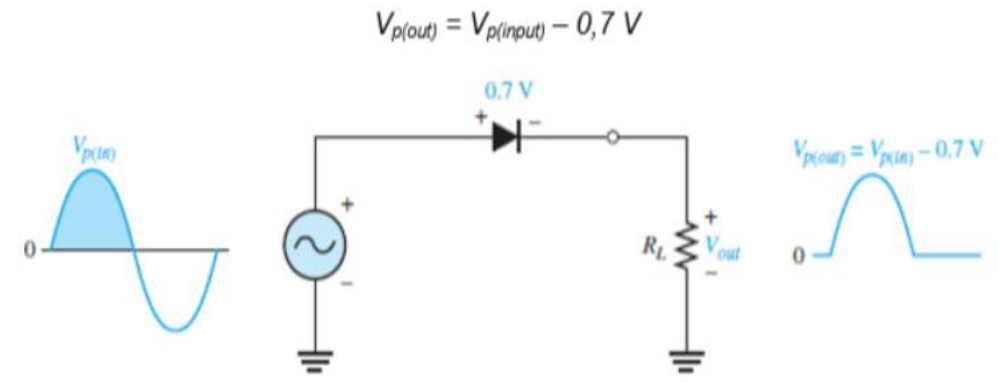 Vp(out) = Vp(input) – 0,7 V
0.7 V
+ –
Vp(in)
Vp(out) = Vp(in) – 0.7 V
0
+
–
+
RL Vout
–
0